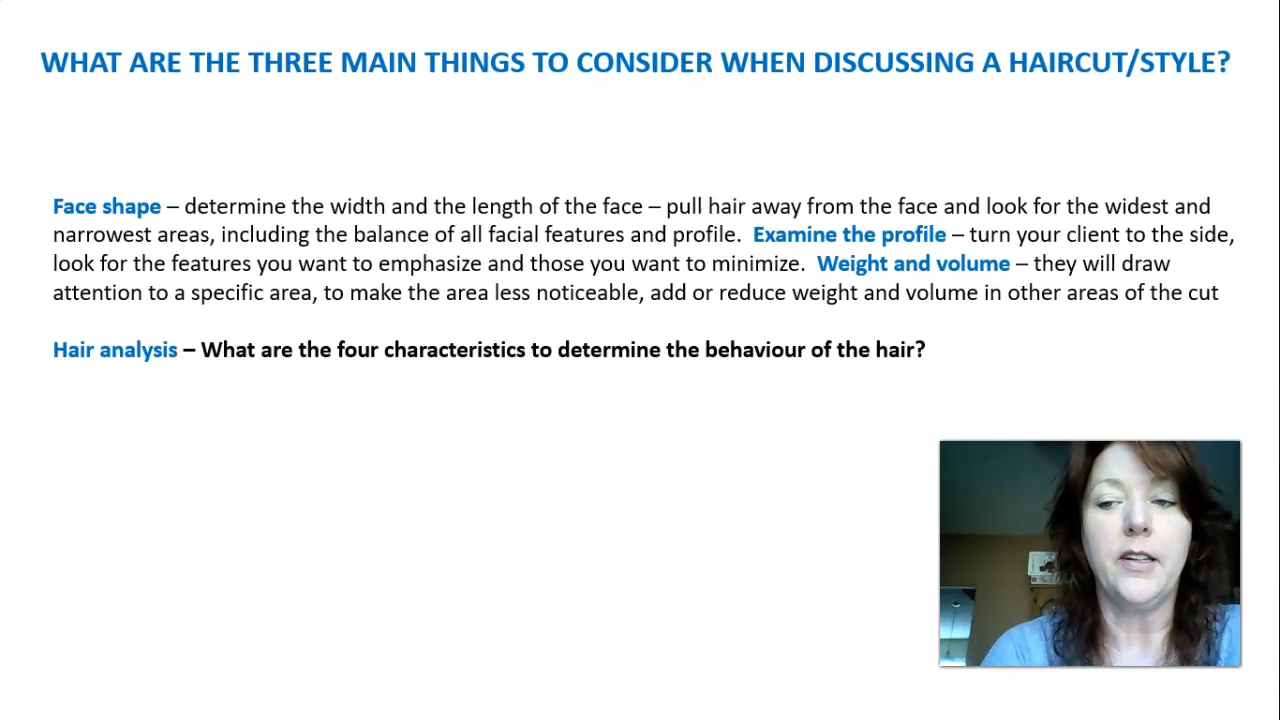 WHAT ARE THE THREE MAIN THINGS TO CONSIDER WHEN DISCUSSING A HAIRCUT/STYLE?
Face shape – determine the width and the length of the face – pull hair away from the face and look for the widest and
narrowest areas, including the balance of all facial features and profile.  Examine the profile – turn your client to the side,
look for the features you want to emphasize and those you want to minimize.  Weight and volume – they will draw
attention to a specific area, to make the area less noticeable, add or reduce weight and volume in other areas of the cut
Hair analysis – What are the four characteristics to determine the behaviour of the hair?